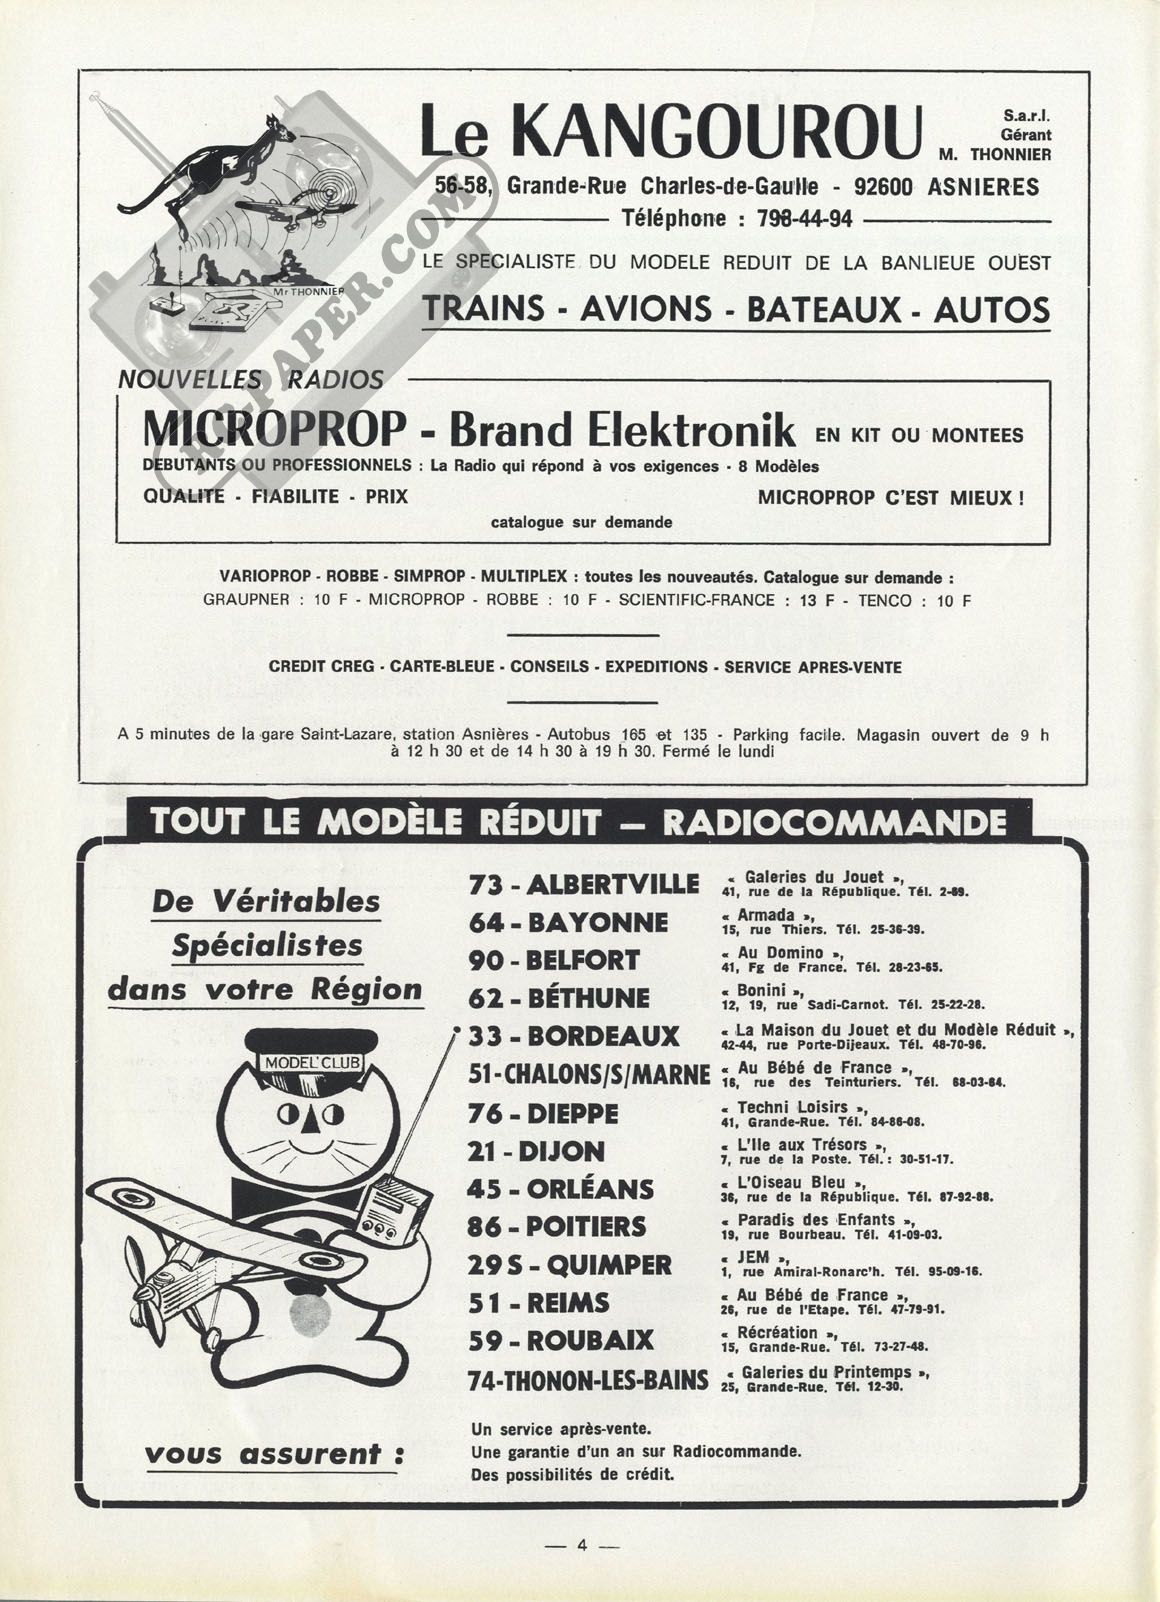 Le KANGOUROU
S.a.r.l.
Gérant
M. THONNIER
56-58, Grande-Rue Charles-de-Gaulle - 92600 ASNIERES
Téléphone : 793-44-94
LE SPECIALISTE DU MODELE REDUIT DE LA BANLIEUE OUEST
TRAINS - AVIONS - BATEAUX - AUTOS
Mr THONNIER
RC-PAPER.COM
NOUVELLES RADIOS
MICROPROP - Brand Elektronik EN KIT OU MONTEES
DEBUTANTS OU PROFESSIONNELS : La Radio qui répond à vos exigences - 8 Modèles
QUALITE - FIABILITE - PRIX MICROPROP C'EST MIEUX !
catalogue sur demande
VARIOPROP - ROBBE - SIMPROP - MULTIPLEX : toutes les nouveautés. Catalogue sur demande :
GRAUPNER : 10 F - MICROPROP - ROBBE : 10 F - SCIENTIFIC-FRANCE : 13 F - TENCO : 10 F
CREDIT CREG - CARTE-BLEUE - CONSEILS - EXPEDITIONS - SERVICE APRES-VENTE
A 5 minutes de la gare Saint-Lazare, station Asnières - Autobus 165 et 135 - Parking facile. Magasin ouvert de 9 h
à 12 h 30 et de 14 h 30 à 19 h 30. Fermé le lundi
TOUT LE MODÈLE RÉDUIT — RADIOCOMMANDE
De Véritables
Spécialistes
dans votre Région
MODEL'CLUB
73 - ALBERTVILLE « Galeries du Jouet »,
41, rue de la République. Tél. 2-69.
64 - BAYONNE « Armada »,
15, rue Thiers. Tél. 25-36-39.
90 - BELFORT « Au Domino »,
41, Fg de France. Tél. 28-23-65.
62 - BÉTHUNE « Bonini »,
12, 19, rue Sadi-Carnot. Tél. 25-22-28.
33 - BORDEAUX « La Maison du Jouet et du Modèle Réduit »,
42-44, rue Porte-Dijeaux. Tél. 48-70-96.
51-CHALONS/S/MARNE « Au Bébé de France »,
16, rue des Teinturiers. Tél. 68-03-64.
76 - DIEPPE « Techni Loisirs »,
41, Grande-Rue. Tél. 84-86-08.
21 - DIJON « L'Ile aux Trésors »,
7, rue de la Poste. Tél. : 30-51-17.
45 - ORLÉANS « L'Oiseau Bleu »,
36, rue de la République. Tél. 87-92-88.
86 - POITIERS « Paradis des Enfants »,
19, rue Bourbeau. Tél. 41-09-03.
29 S - QUIMPER « JEM »,
1, rue Amiral-Ronarc'h. Tél. 95-09-16.
51 - REIMS « Au Bébé de France »,
26, rue de l'Etape. Tél. 47-79-91.
59 - ROUBAIX « Récréation »,
15, Grande-Rue. Tél. 73-27-48.
74-THONON-LES-BAINS « Galeries du Printemps »,
25, Grande-Rue. Tél. 12-30.
vous assurent :
Un service après-vente.
Une garantie d'un an sur Radiocommande.
Des possibilités de crédit.
— 4 —